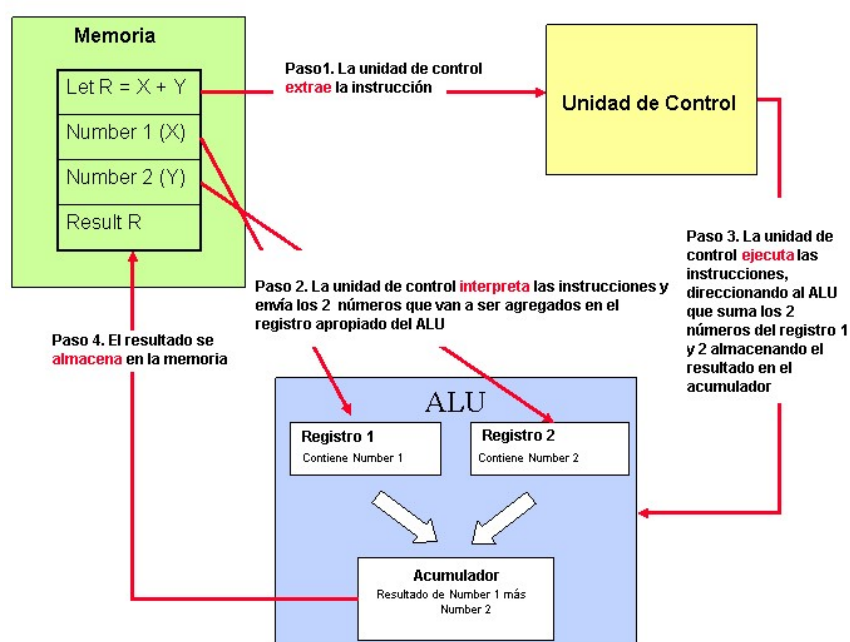 Memoria
Let R = X + Y
Number 1 (X)
Number 2 (Y)
Result R
Paso1. La unidad de control
extrae la instrucción
Unidad de Control
Paso 2. La unidad de control interpreta las instrucciones y
envía los 2 números que van a ser agregados en el
registro apropiado del ALU
Paso 3. La unidad de
control ejecuta las
instrucciones,
direccionando al ALU
que suma los 2
números del registro 1
y 2 almacenando el
resultado en el
acumulador
Paso 4. El resultado se
almacena en la memoria
ALU
Registro 1
Contiene Number 1
Registro 2
Contiene Number 2
Acumulador
Resultado de Number 1 más
Number 2